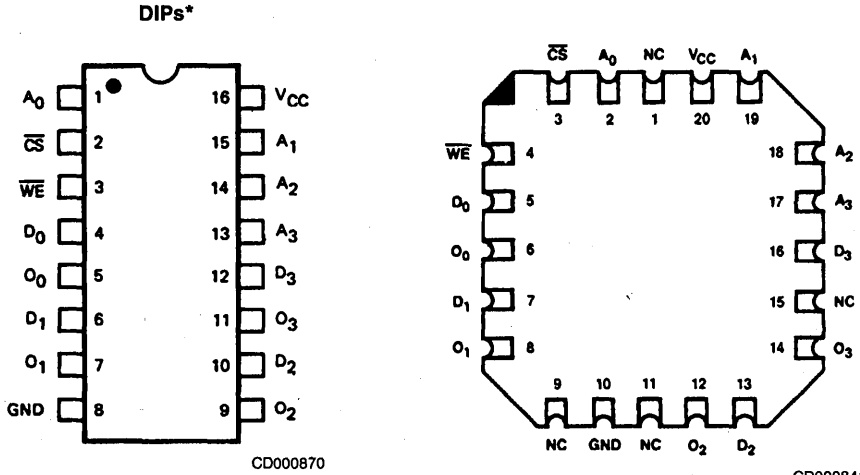 DIPs*
A0 1 16 VCC
CS 2 15 A1
WE 3 14 A2
D0 4 13 A3
O0 5 12 D3
D1 6 11 O3
O1 7 10 D2
GND 8 9 O2
CD000870
CS A0 NC VCC A1
3 2 1 20 19
WE 4 18 A2
D0 5 17 A3
O0 6 16 D3
D1 7 15 NC
O1 8 14 O3
9 10 11 12 13
NC GND NC O2 D2